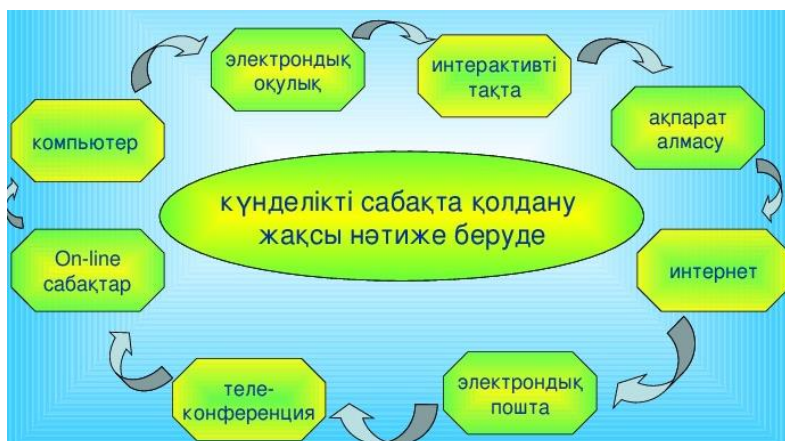 электрондық
оқулық
интерактивті
тақта
ақпарат
алмасу
компьютер
күнделікті сабақта қолдану
жақсы нәтиже беруде
On-line
сабақтар
интернет
теле-
конференция
электрондық
пошта